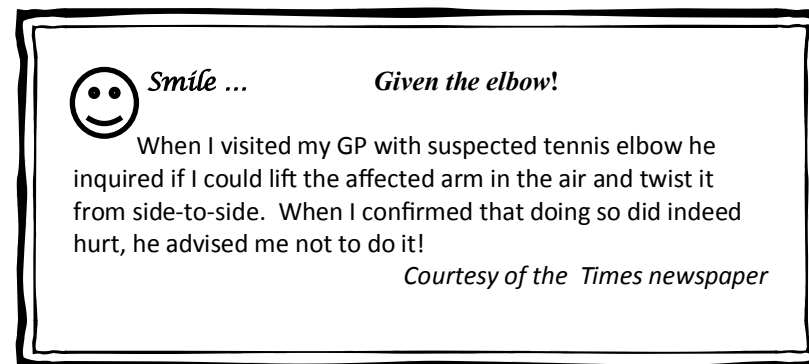 Smile ... Given the elbow!
When I visited my GP with suspected tennis elbow he
inquired if I could lift the affected arm in the air and twist it
from side-to-side.  When I confirmed that doing so did indeed
hurt, he advised me not to do it!
Courtesy of the  Times newspaper